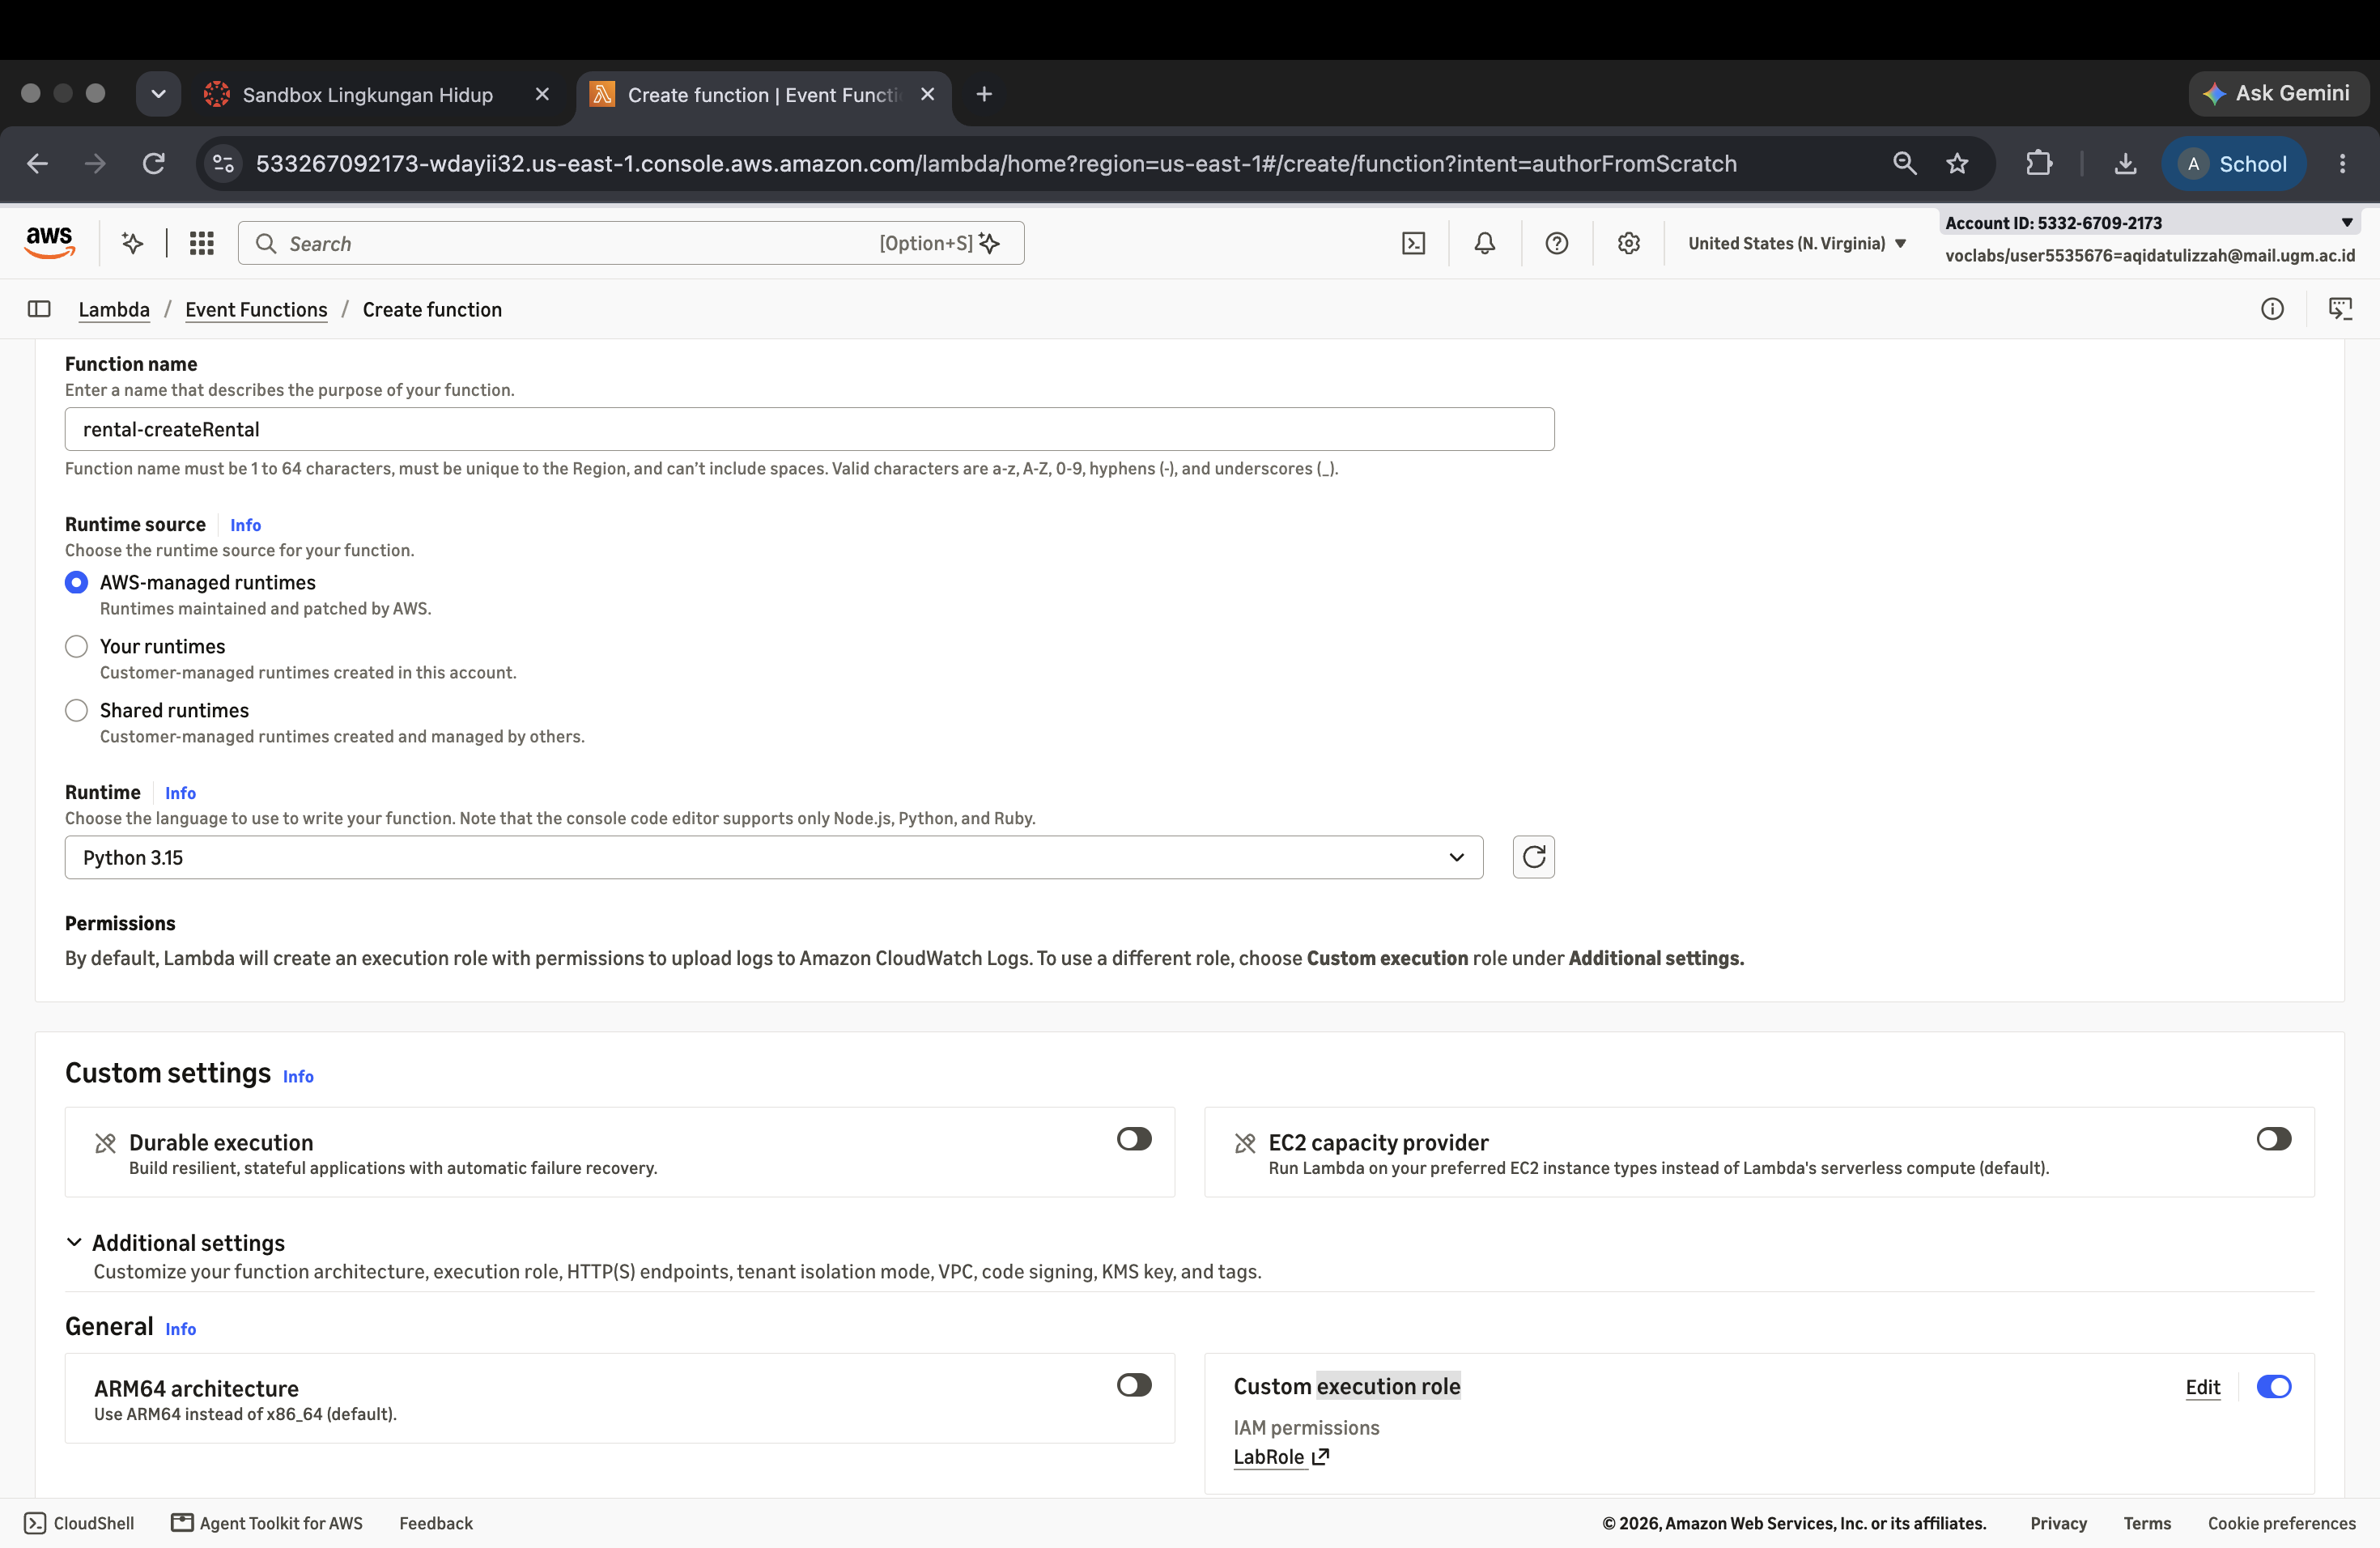 Sandbox Lingkungan Hidup
Create function | Event Functi
Ask Gemini
533267092173-wdayii32.us-east-1.console.aws.amazon.com/lambda/home?region=us-east-1#/create/function?intent=authorFromScratch
A School
aws
Search [Option+S]
United States (N. Virginia)
Account ID: 5332-6709-2173
voclabs/user5535676=aqidatulizzah@mail.ugm.ac.id
Lambda / Event Functions / Create function
Function name
Enter a name that describes the purpose of your function.
rental-createRental
Function name must be 1 to 64 characters, must be unique to the Region, and can't include spaces. Valid characters are a-z, A-Z, 0-9, hyphens (-), and underscores (_).
Runtime source Info
Choose the runtime source for your function.
AWS-managed runtimes
Runtimes maintained and patched by AWS.
Your runtimes
Customer-managed runtimes created in this account.
Shared runtimes
Customer-managed runtimes created and managed by others.
Runtime Info
Choose the language to use to write your function. Note that the console code editor supports only Node.js, Python, and Ruby.
Python 3.15
Permissions
By default, Lambda will create an execution role with permissions to upload logs to Amazon CloudWatch Logs. To use a different role, choose Custom execution role under Additional settings.
Custom settings Info
Durable execution
Build resilient, stateful applications with automatic failure recovery.
EC2 capacity provider
Run Lambda on your preferred EC2 instance types instead of Lambda's serverless compute (default).
Additional settings
Customize your function architecture, execution role, HTTP(S) endpoints, tenant isolation mode, VPC, code signing, KMS key, and tags.
General Info
ARM64 architecture
Use ARM64 instead of x86_64 (default).
Custom execution role
Edit
IAM permissions
LabRole
CloudShell Agent Toolkit for AWS Feedback
© 2026, Amazon Web Services, Inc. or its affiliates. Privacy Terms Cookie preferences